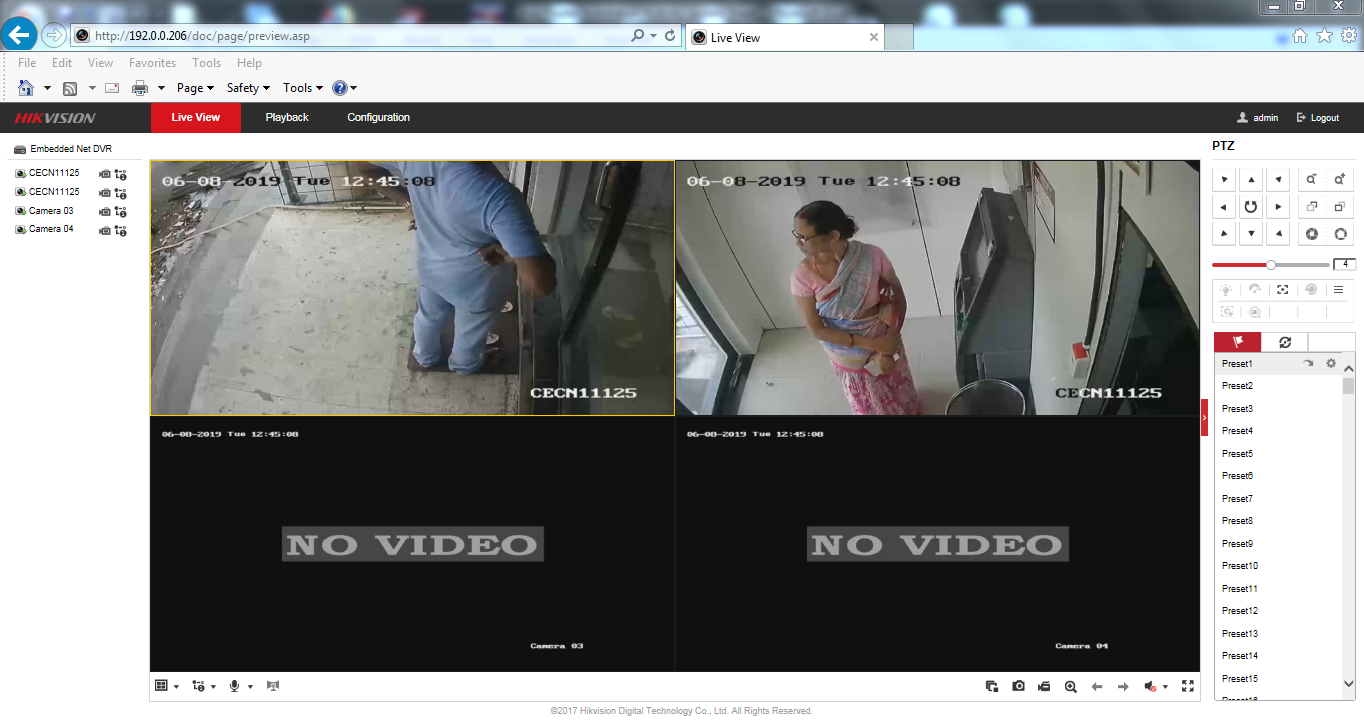 http://192.0.0.206/doc/page/preview.asp
Live View
File Edit View Favorites Tools Help
Page Safety Tools
HIKVISION Live View Playback Configuration admin Logout
Embedded Net DVR
CECN11125
CECN11125
Camera 03
Camera 04
06-08-2019 Tue 12:45:08
CECN11125
06-08-2019 Tue 12:45:08
CECN11125
06-08-2019 Tue 12:45:08
NO VIDEO
Camera 03
06-08-2019 Tue 12:45:08
NO VIDEO
Camera 04
PTZ
4
Preset1
Preset2
Preset3
Preset4
Preset5
Preset6
Preset7
Preset8
Preset9
Preset10
Preset11
Preset12
Preset13
Preset14
Preset15
Preset16
©2017 Hikvision Digital Technology Co., Ltd. All Rights Reserved.